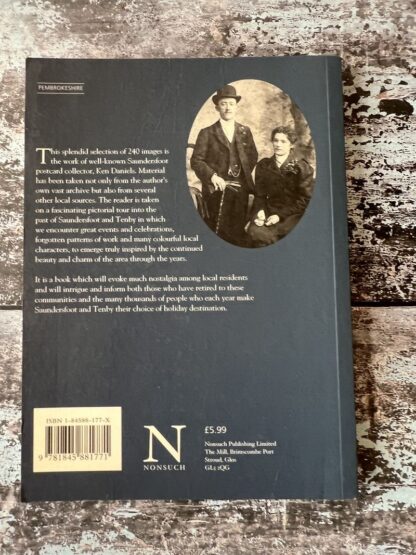 PEMBROKESHIRE
This splendid selection of 240 images is
the work of well-known Saundersfoot
postcard collector, Ken Daniels. Material
has been taken not only from the author's
own vast archive but also from several
other local sources. The reader is taken
on a fascinating pictorial tour into the
past of Saundersfoot and Tenby in which
we encounter great events and celebrations,
forgotten patterns of work and many colourful local
characters, to emerge truly inspired by the continued
beauty and charm of the area through the years.
It is a book which will evoke much nostalgia among local residents
and will intrigue and inform both those who have retired to these
communities and the many thousands of people who each year make
Saundersfoot and Tenby their choice of holiday destination.
ISBN 1-84588-177-X
9 781845 881771
N
NONSUCH
£5.99
Nonsuch Publishing Limited
The Mill, Brimscombe Port
Stroud, Glos
GL5 2QG